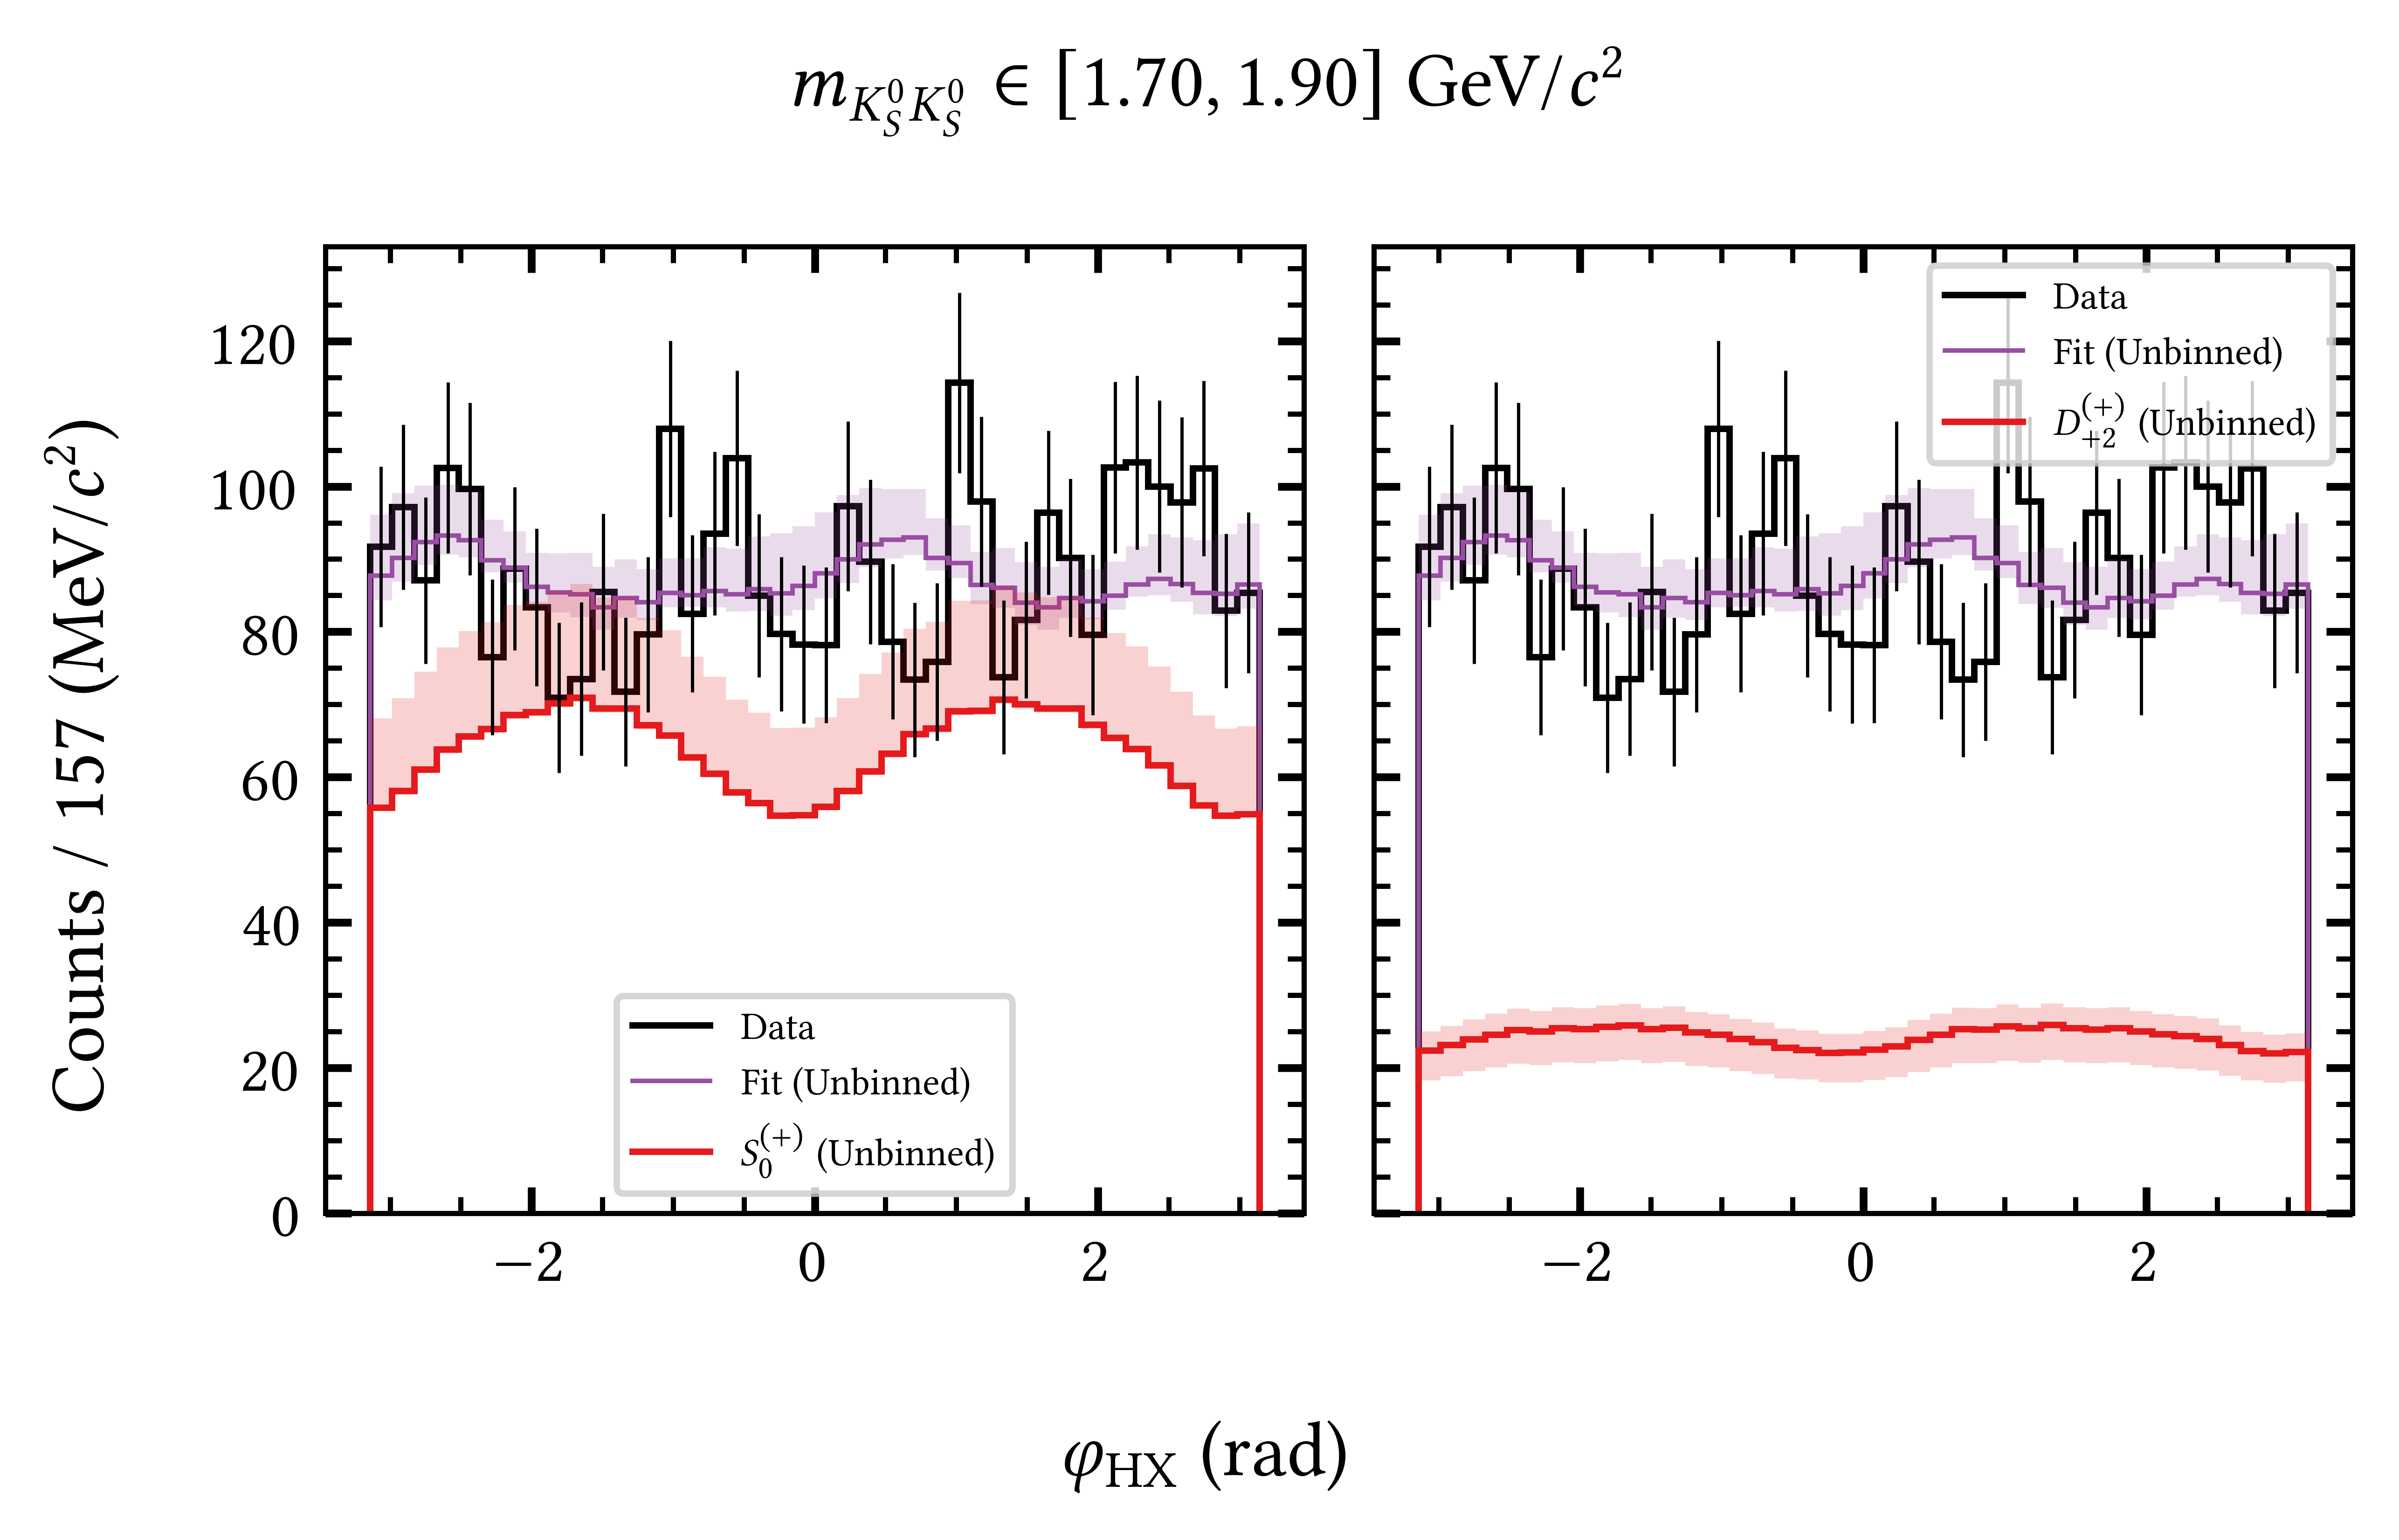 m_{K_S^0 K_S^0} ∈ [1.70, 1.90] GeV/c²
Counts / 157 (MeV/c²)
120
100
80
60
40
20
0
Data
Fit (Unbinned)
S_0^{(+)} (Unbinned)
−2 0 2
Data
Fit (Unbinned)
D_{+2}^{(+)} (Unbinned)
−2 0 2
φ_{HX} (rad)